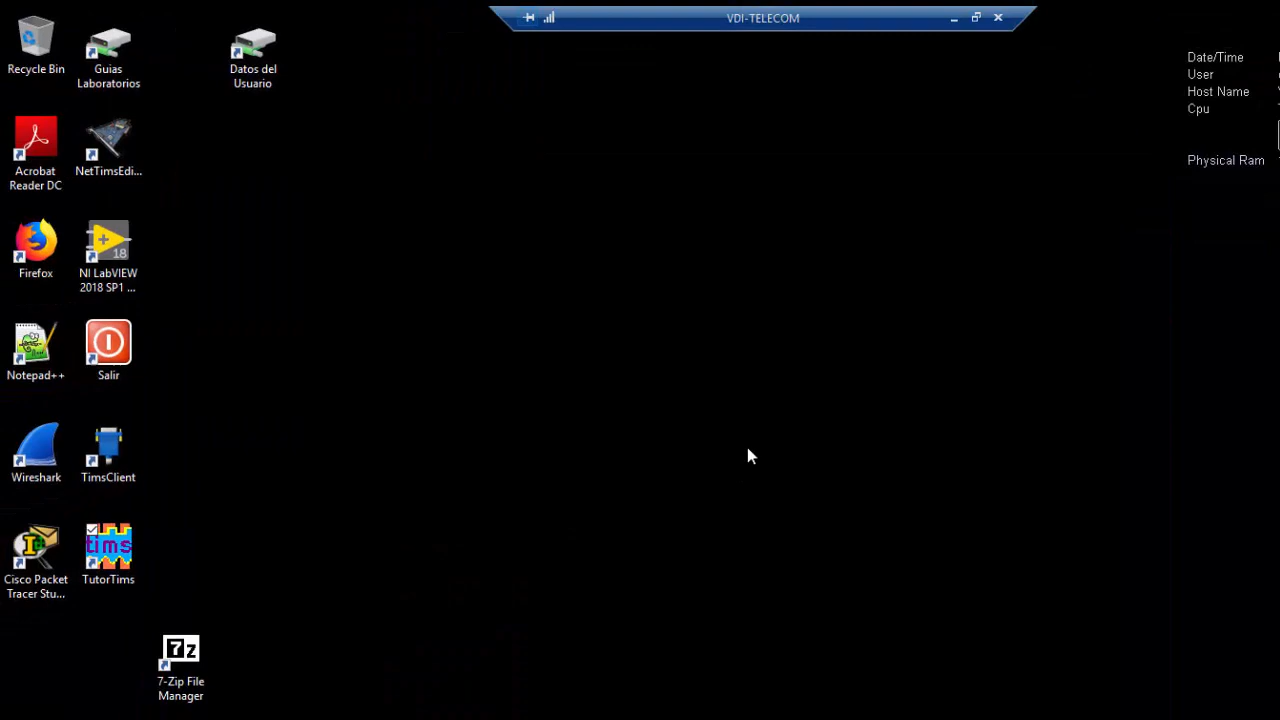 VDI-TELECOM
Recycle Bin
Guias
Laboratorios
Datos del
Usuario
Date/Time
User
Host Name
Cpu
Physical Ram
Acrobat
Reader DC
NetTimsEdi...
Firefox
18
NI LabVIEW
2018 SP1 ...
Notepad++
Salir
Wireshark
TimsClient
tims
Cisco Packet
Tracer Stu...
TutorTims
7z
7-Zip File
Manager